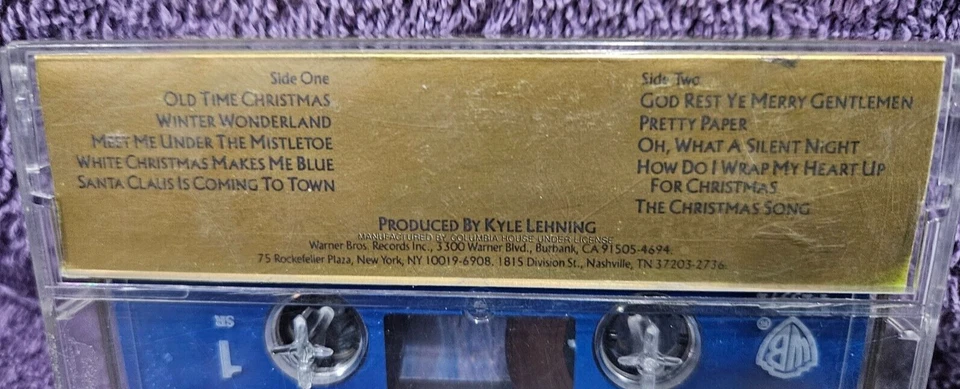 Side One
OLD TIME CHRISTMAS
WINTER WONDERLAND
MEET ME UNDER THE MISTLETOE
WHITE CHRISTMAS MAKES ME BLUE
SANTA CLAUS IS COMING TO TOWN
Side Two
GOD REST YE MERRY GENTLEMEN
PRETTY PAPER
OH, WHAT A SILENT NIGHT
HOW DO I WRAP MY HEART UP
FOR CHRISTMAS
THE CHRISTMAS SONG
PRODUCED BY KYLE LEHNING
MANUFACTURED BY COLUMBIA HOUSE UNDER LICENSE
Warner Bros. Records Inc., 3300 Warner Blvd., Burbank, CA 91505-4694.
75 Rockefeller Plaza, New York, NY 10019-6908. 1815 Division St., Nashville, TN 37203-2736.
SR
1
WB
®